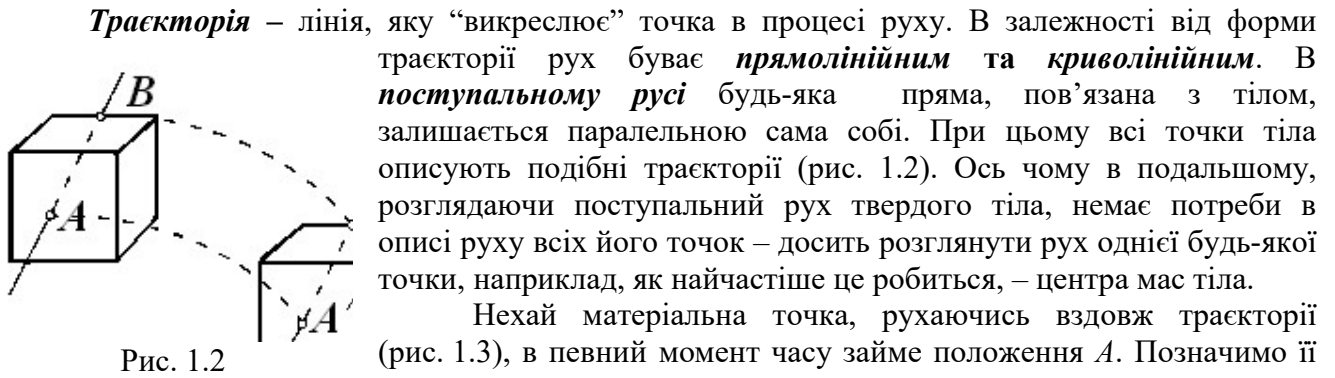 Траєкторія – лінія, яку “викреслює” точка в процесі руху. В залежності від форми
траєкторії рух буває прямолінійним та криволінійним. В
поступальному русі будь-яка пряма, пов’язана з тілом,
залишається паралельною сама собі. При цьому всі точки тіла
описують подібні траєкторії (рис. 1.2). Ось чому в подальшому,
розглядаючи поступальний рух твердого тіла, немає потреби в
описі руху всіх його точок – досить розглянути рух однієї будь-якої
точки, наприклад, як найчастіше це робиться, – центра мас тіла.
Нехай матеріальна точка, рухаючись вздовж траєкторії
(рис. 1.3), в певний момент часу займе положення A. Позначимо її
B
A
A
Рис. 1.2